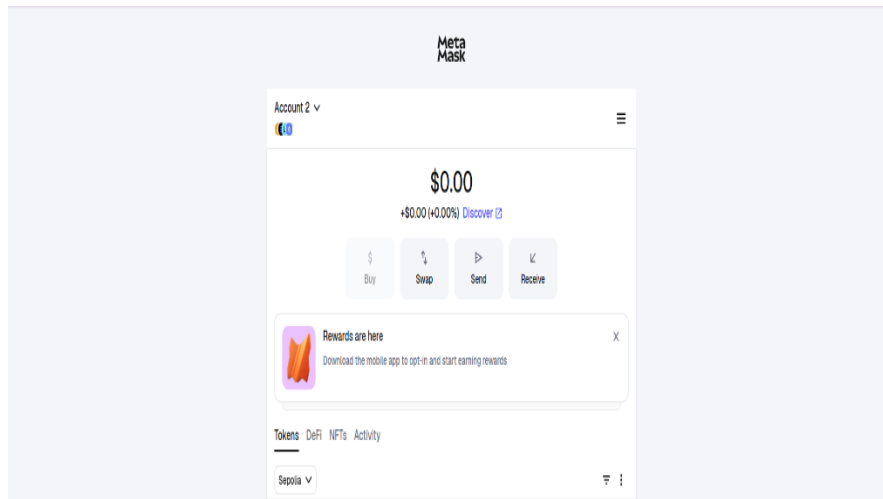 Meta
Mask
Account 2
$0.00
+$0.00 (+0.00%) Discover
$
Buy Swap Send Receive
Rewards are here
Download the mobile app to opt-in and start earning rewards
Tokens DeFi NFTs Activity
Sepolia